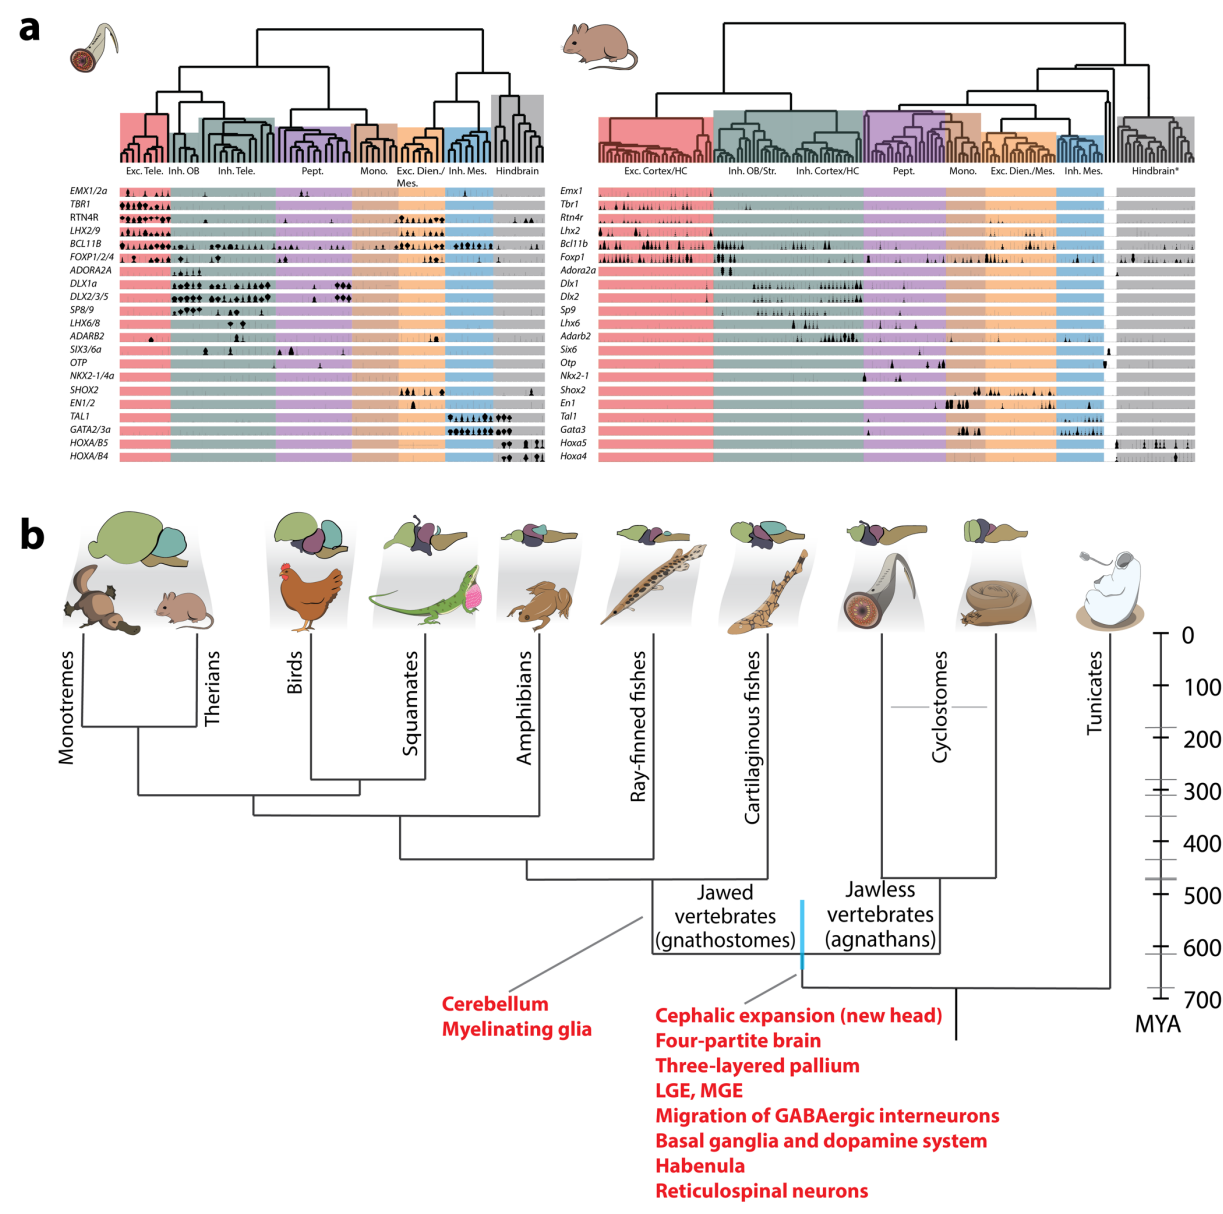 a
Exc. Tele.
Inh. OB
Inh. Tele.
Pept.
Mono.
Exc. Dien./
Mes.
Inh. Mes.
Hindbrain
Exc. Cortex/HC
Inh. OB/Str.
Inh. Cortex/HC
Pept.
Mono.
Exc. Dien./Mes.
Inh. Mes.
Hindbrain*
EMX1/2a
TBR1
RTN4R
LHX2/9
BCL11B
FOXP1/2/4
ADORA2A
DLX1a
DLX2/3/5
SP8/9
LHX6/8
ADARB2
SIX3/6a
OTP
NKX2-1/4a
SHOX2
EN1/2
TAL1
GATA2/3a
HOXA/B5
HOXA/B4
Emx1
Tbr1
Rtn4r
Lhx2
Bcl11b
Foxp1
Adora2a
Dlx1
Dlx2
Sp9
Lhx6
Adarb2
Six6
Otp
Nkx2-1
Shox2
En1
Tal1
Gata3
Hoxa5
Hoxa4
b
Monotremes
Therians
Birds
Squamates
Amphibians
Ray-finned fishes
Cartilaginous fishes
Cyclostomes
Tunicates
0
100
200
300
400
500
600
700
MYA
Jawed
vertebrates
(gnathostomes)
Jawless
vertebrates
(agnathans)
Cerebellum
Myelinating glia
Cephalic expansion (new head)
Four-partite brain
Three-layered pallium
LGE, MGE
Migration of GABAergic interneurons
Basal ganglia and dopamine system
Habenula
Reticulospinal neurons